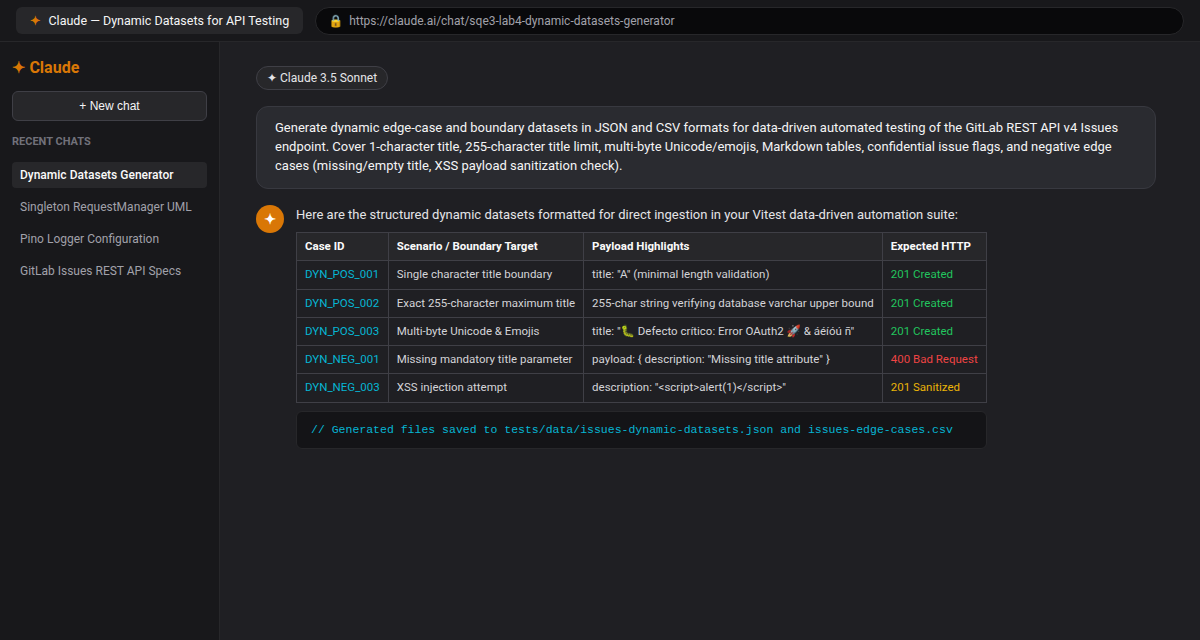 ✦ Claude — Dynamic Datasets for API Testing
🔒 https://claude.ai/chat/sqe3-lab4-dynamic-datasets-generator
✦ Claude
+ New chat
RECENT CHATS
Dynamic Datasets Generator
Singleton RequestManager UML
Pino Logger Configuration
GitLab Issues REST API Specs
✦ Claude 3.5 Sonnet
Generate dynamic edge-case and boundary datasets in JSON and CSV formats for data-driven automated testing of the GitLab REST API v4 Issues
endpoint. Cover 1-character title, 255-character title limit, multi-byte Unicode/emojis, Markdown tables, confidential issue flags, and negative edge
cases (missing/empty title, XSS payload sanitization check).
✦
Here are the structured dynamic datasets formatted for direct ingestion in your Vitest data-driven automation suite:
Case ID Scenario / Boundary Target Payload Highlights Expected HTTP
DYN_POS_001 Single character title boundary title: "A" (minimal length validation) 201 Created
DYN_POS_002 Exact 255-character maximum title 255-char string verifying database varchar upper bound 201 Created
DYN_POS_003 Multi-byte Unicode & Emojis title: "🐛 Defecto crítico: Error OAuth2 🚀 & áéíóú ñ" 201 Created
DYN_NEG_001 Missing mandatory title parameter payload: { description: "Missing title attribute" } 400 Bad Request
DYN_NEG_003 XSS injection attempt description: "<script>alert(1)</script>" 201 Sanitized
// Generated files saved to tests/data/issues-dynamic-datasets.json and issues-edge-cases.csv